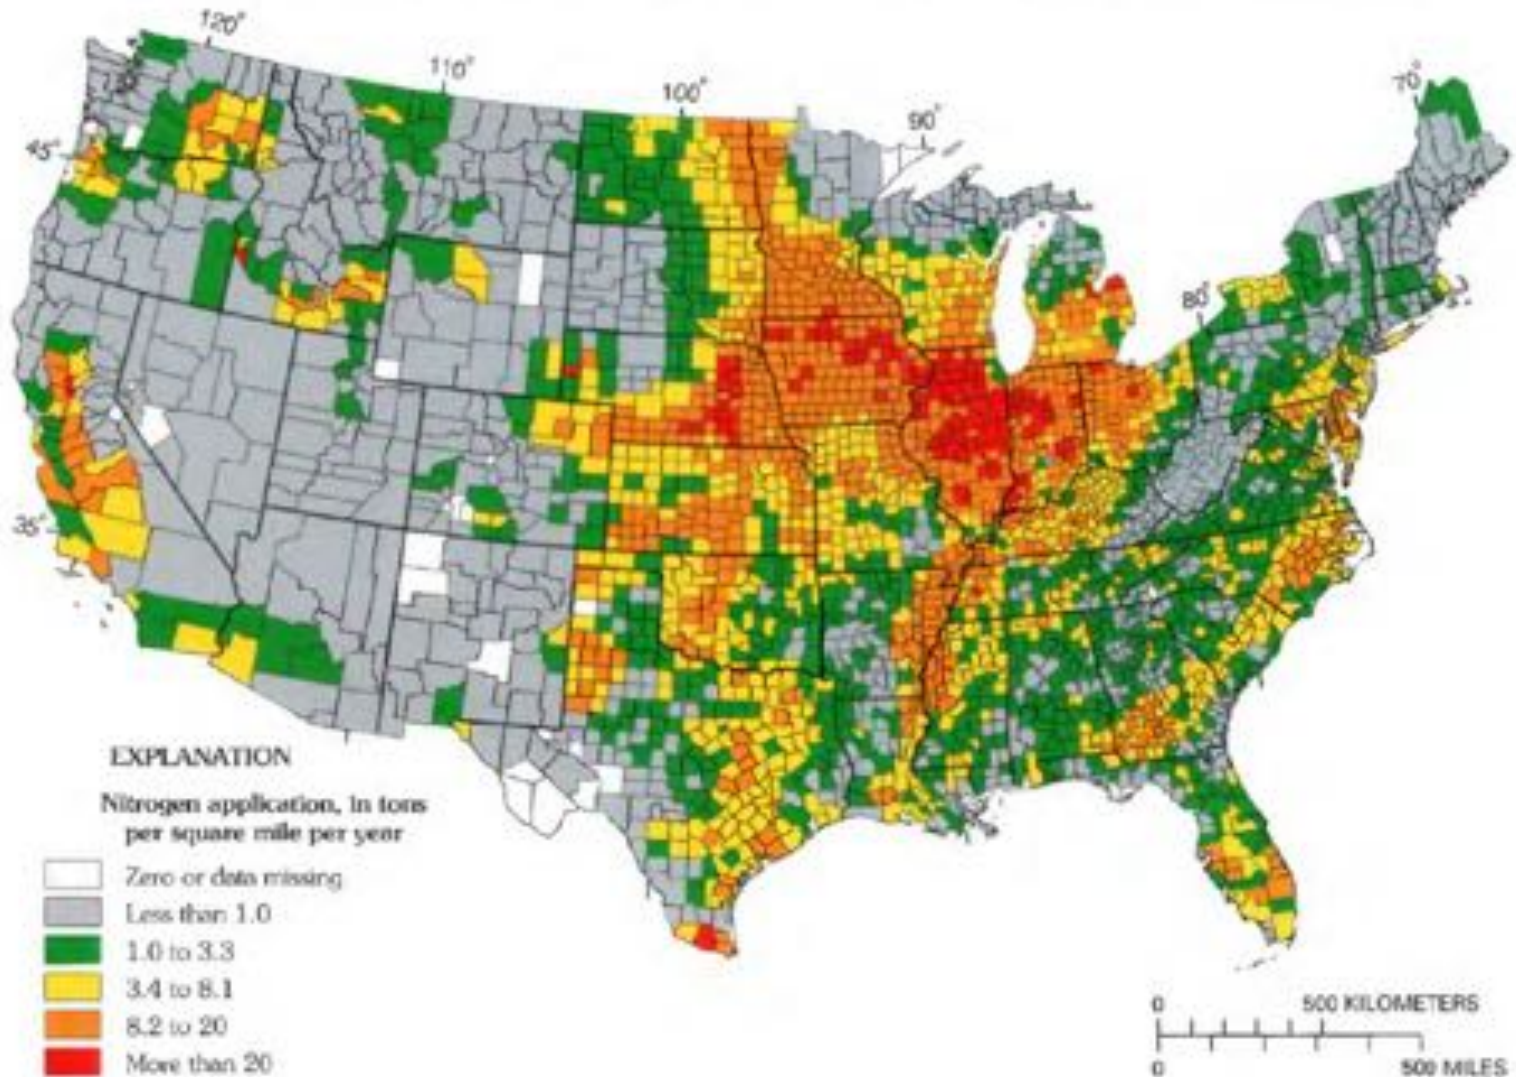 120°
110°
100°
90°
80°
70°
45°
35°
EXPLANATION
Nitrogen application, in tons
per square mile per year
Zero or data missing
Less than 1.0
1.0 to 3.3
3.4 to 8.1
8.2 to 20
More than 20
0 500 KILOMETERS
0 500 MILES